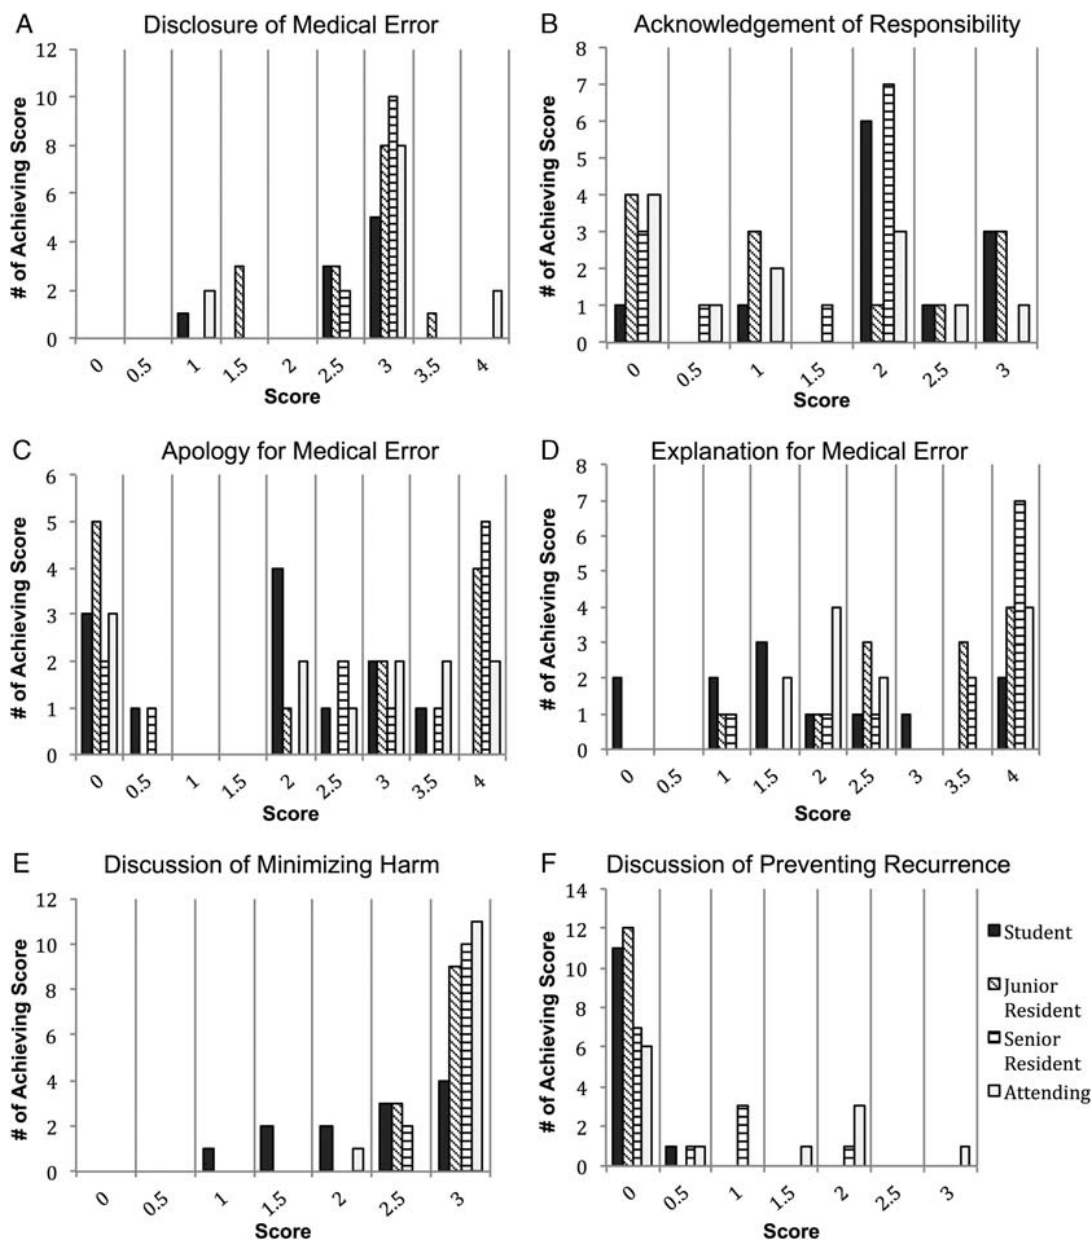 A
Disclosure of Medical Error
12
10
8
6
4
2
0
# of Achieving Score
0 0.5 1 1.5 2 2.5 3 3.5 4
Score
B
Acknowledgement of Responsibility
8
7
6
5
4
3
2
1
0
# of Achieving Score
0 0.5 1 1.5 2 2.5 3
Score
C
Apology for Medical Error
6
5
4
3
2
1
0
# of Achieving Score
0 0.5 1 1.5 2 2.5 3 3.5 4
Score
D
Explanation for Medical Error
8
7
6
5
4
3
2
1
0
# of Achieving Score
0 0.5 1 1.5 2 2.5 3 3.5 4
Score
E
Discussion of Minimizing Harm
12
10
8
6
4
2
0
# of Achieving Score
0 0.5 1 1.5 2 2.5 3
Score
F
Discussion of Preventing Recurrence
14
12
10
8
6
4
2
0
# of Achieving Score
0 0.5 1 1.5 2 2.5 3
Score
Student
Junior
Resident
Senior
Resident
Attending